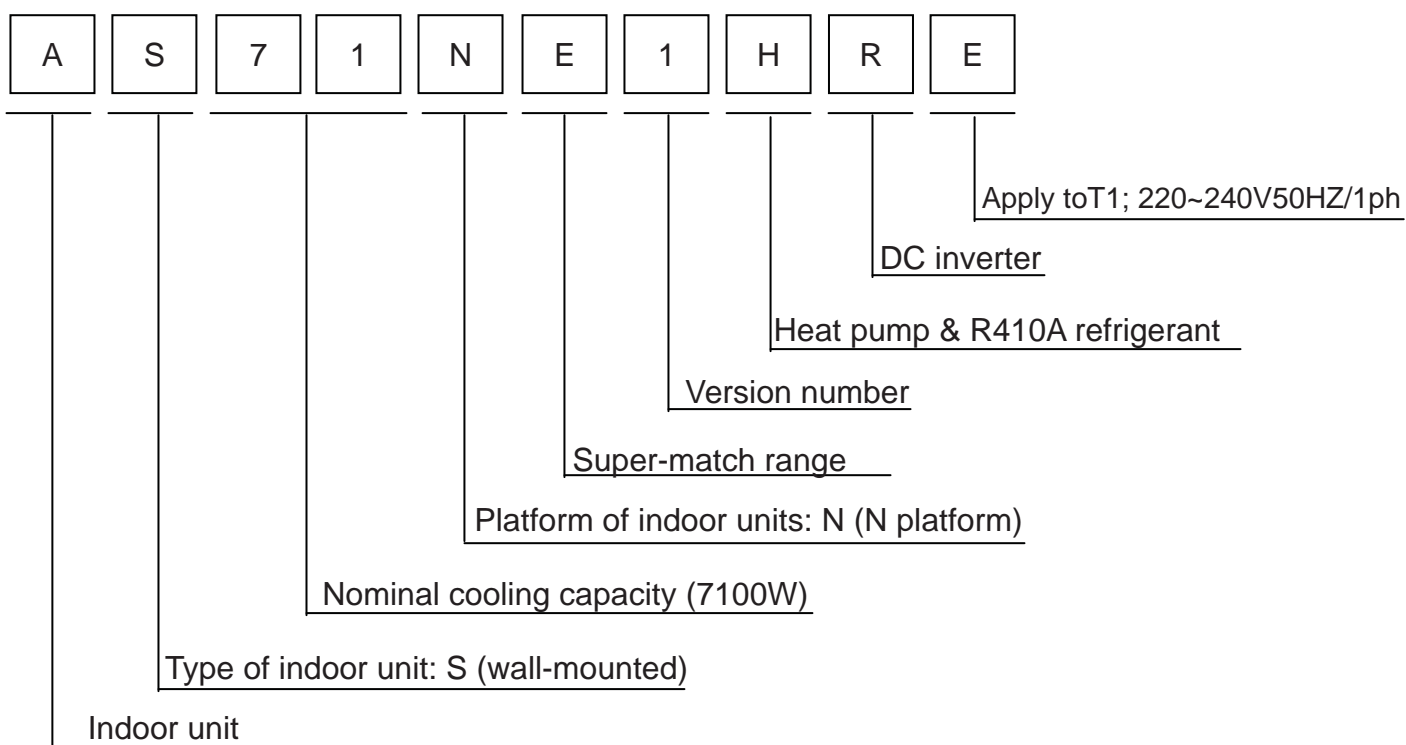 A S 7 1 N E 1 H R E
Apply toT1; 220~240V50HZ/1ph
DC inverter
Heat pump & R410A refrigerant
Version number
Super-match range
Platform of indoor units: N (N platform)
Nominal cooling capacity (7100W)
Type of indoor unit: S (wall-mounted)
Indoor unit